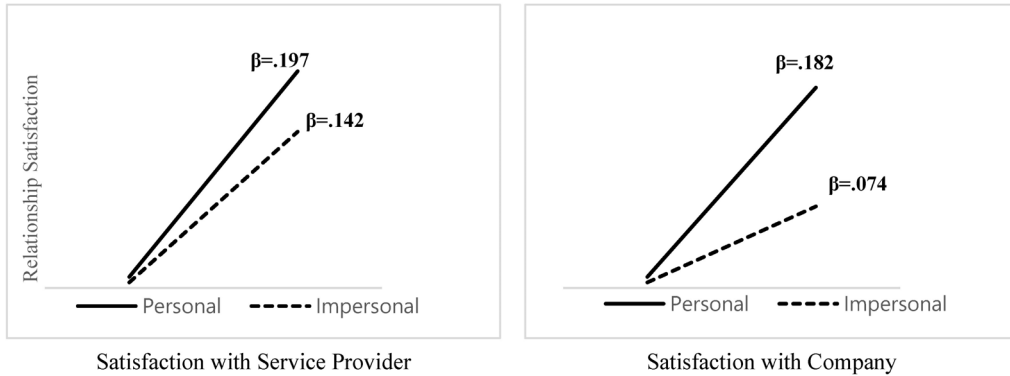 Relationship Satisfaction
β=.197
β=.142
Personal
Impersonal
Satisfaction with Service Provider
β=.182
β=.074
Personal
Impersonal
Satisfaction with Company